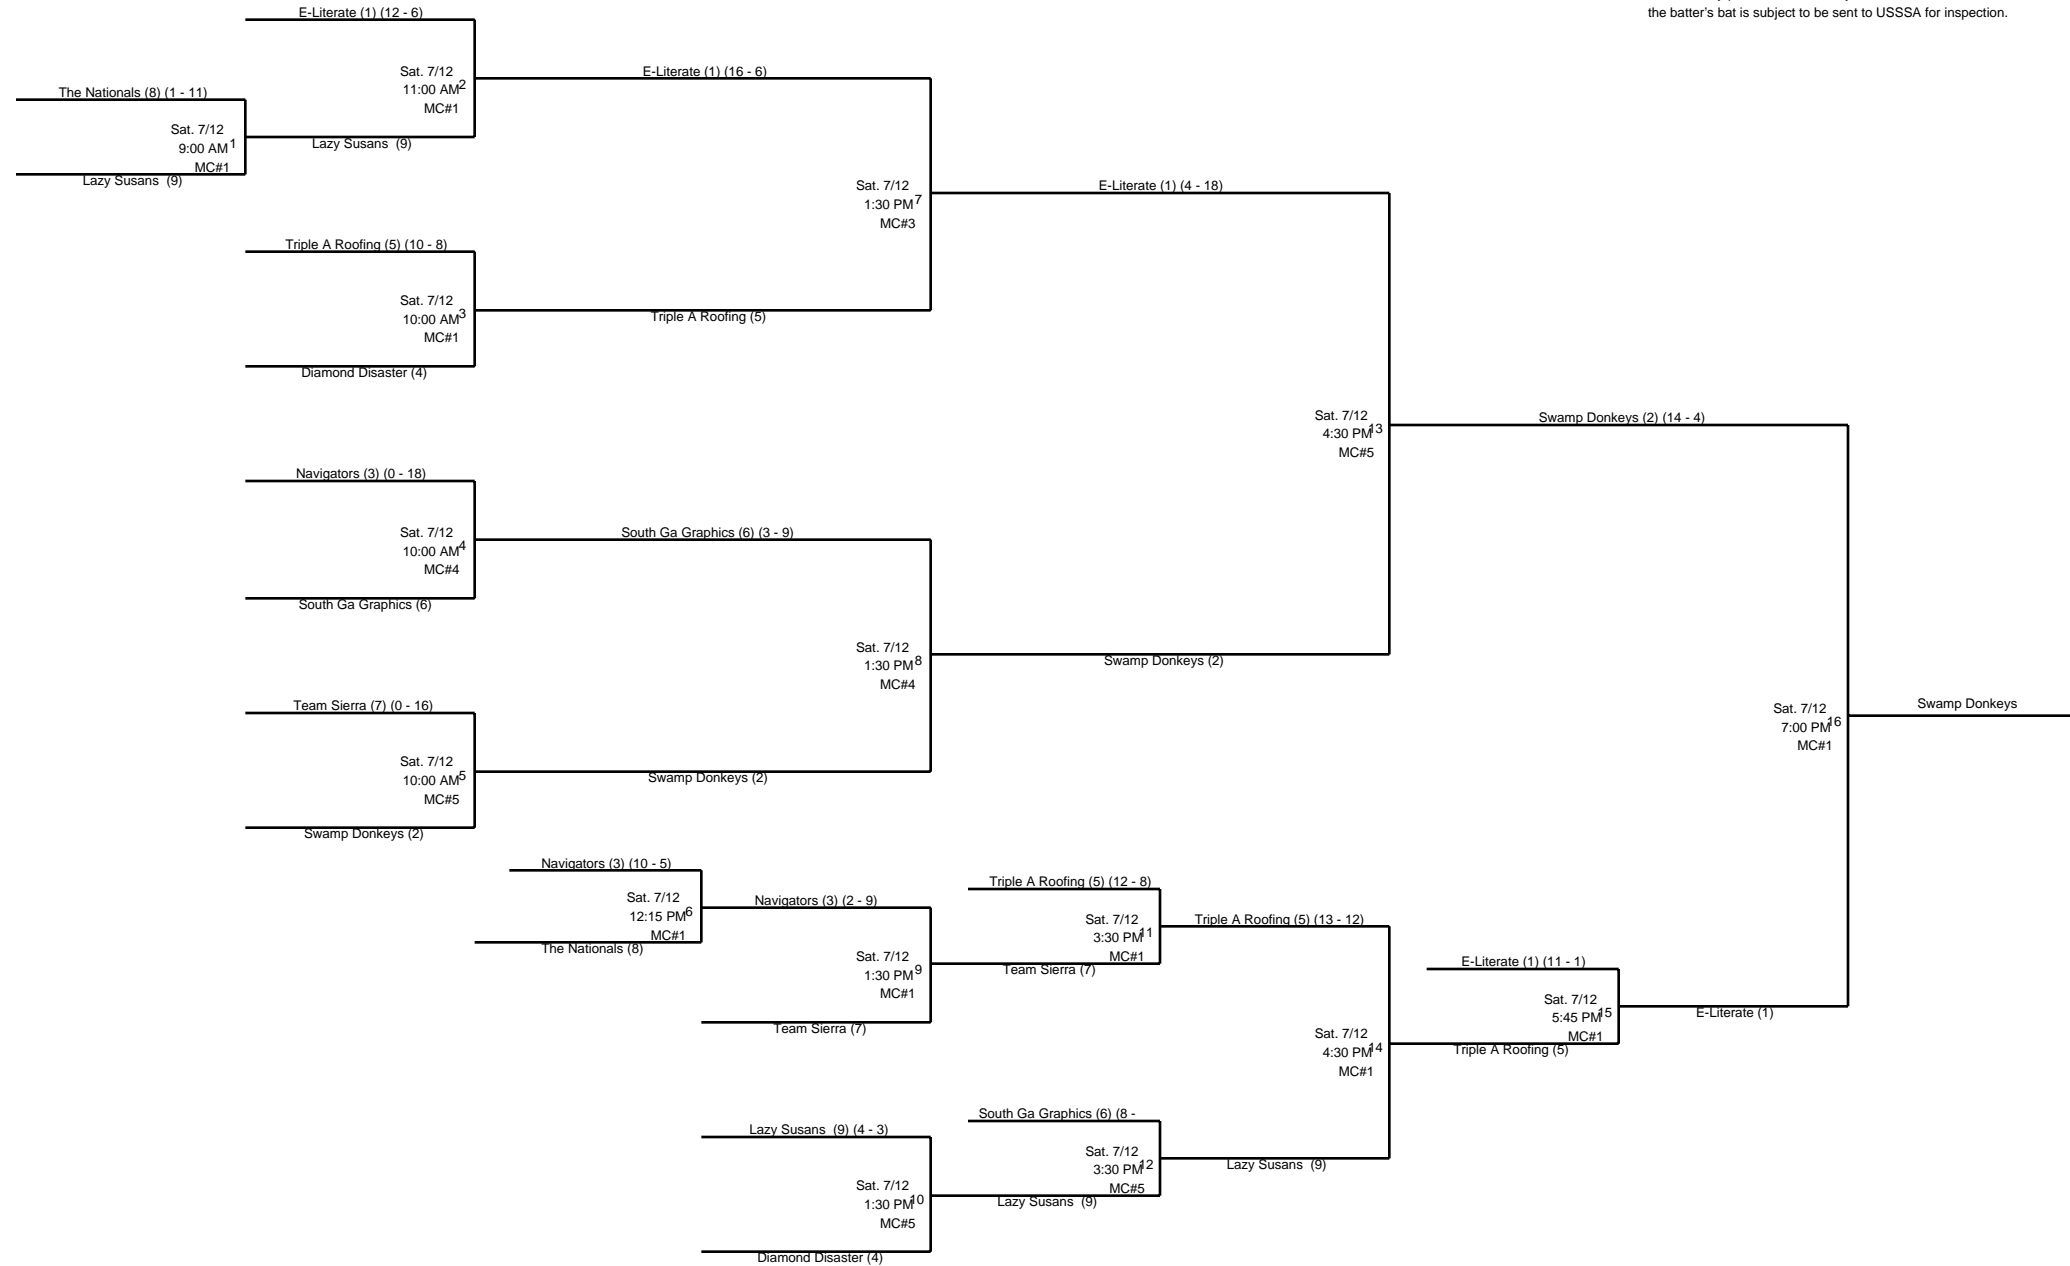 the batter's bat is subject to be sent to USSSA for inspection.
E-Literate (1) (12 - 6)
Sat. 7/12
11:00 AM 2
MC#1
E-Literate (1) (16 - 6)
The Nationals (8) (1 - 11)
Sat. 7/12
9:00 AM 1
MC#1
Lazy Susans (9)
Lazy Susans (9)
Sat. 7/12
1:30 PM 7
MC#3
E-Literate (1) (4 - 18)
Triple A Roofing (5) (10 - 8)
Sat. 7/12
10:00 AM 3
MC#1
Triple A Roofing (5)
Diamond Disaster (4)
Sat. 7/12
4:30 PM 13
MC#5
Swamp Donkeys (2) (14 - 4)
Navigators (3) (0 - 18)
Sat. 7/12
10:00 AM 4
MC#4
South Ga Graphics (6) (3 - 9)
South Ga Graphics (6)
Sat. 7/12
1:30 PM 8
MC#4
Swamp Donkeys (2)
Team Sierra (7) (0 - 16)
Sat. 7/12
10:00 AM 5
MC#5
Swamp Donkeys (2)
Swamp Donkeys (2)
Sat. 7/12
7:00 PM 16
MC#1
Swamp Donkeys
Navigators (3) (10 - 5)
Sat. 7/12
12:15 PM 6
MC#1
The Nationals (8)
Navigators (3) (2 - 9)
Sat. 7/12
1:30 PM 9
MC#1
Team Sierra (7)
Triple A Roofing (5) (12 - 8)
Sat. 7/12
3:30 PM 11
MC#1
Team Sierra (7)
Triple A Roofing (5) (13 - 12)
Sat. 7/12
4:30 PM 14
MC#1
E-Literate (1) (11 - 1)
Sat. 7/12
5:45 PM 15
MC#1
Triple A Roofing (5)
E-Literate (1)
South Ga Graphics (6) (8 -
Sat. 7/12
3:30 PM 12
MC#5
Lazy Susans (9)
Lazy Susans (9) (4 - 3)
Sat. 7/12
1:30 PM 10
MC#5
Lazy Susans (9)
Diamond Disaster (4)